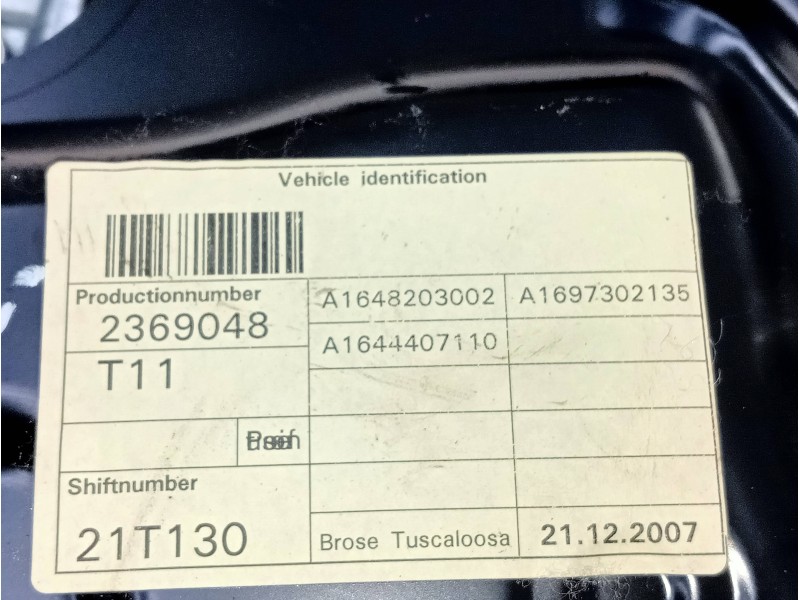 Vehicle identification
Productionnumber
2369048
A1648203002
A1697302135
A1644407110
T11
Shiftnumber
21T130
Brose Tuscaloosa
21.12.2007